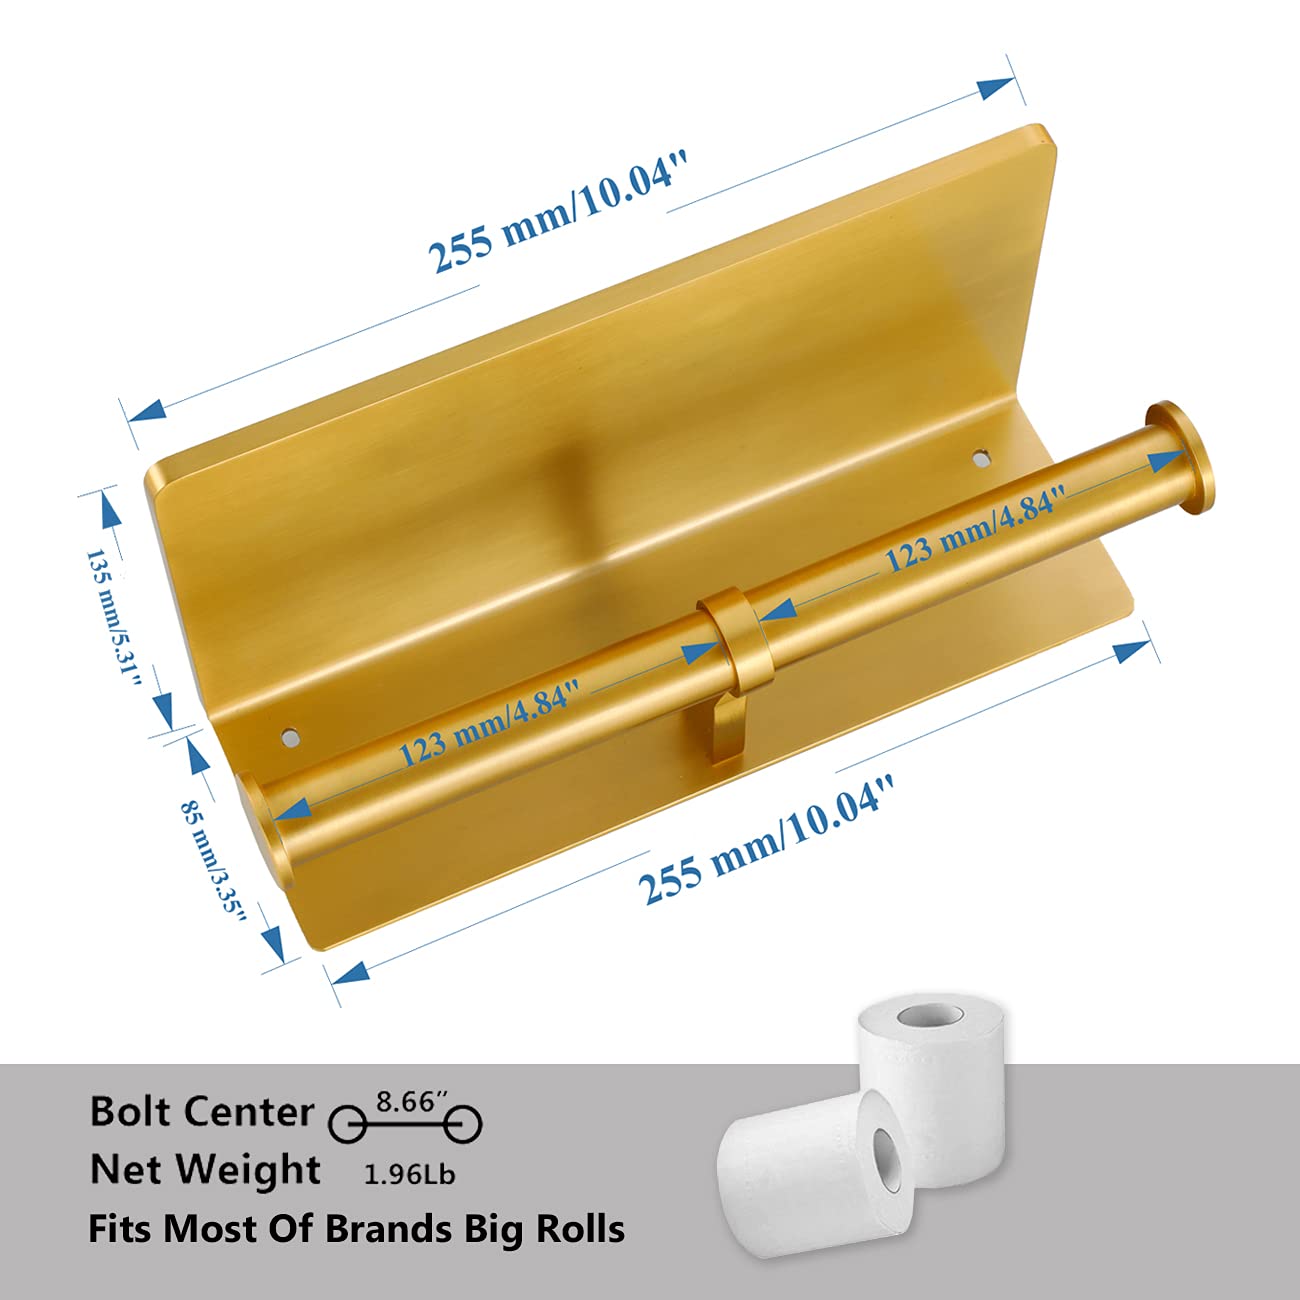 255 mm/10.04"
135 mm/5.31"
123 mm/4.84"
123 mm/4.84"
85 mm/3.35"
255 mm/10.04"
Bolt Center 8.66"
Net Weight 1.96Lb
Fits Most Of Brands Big Rolls